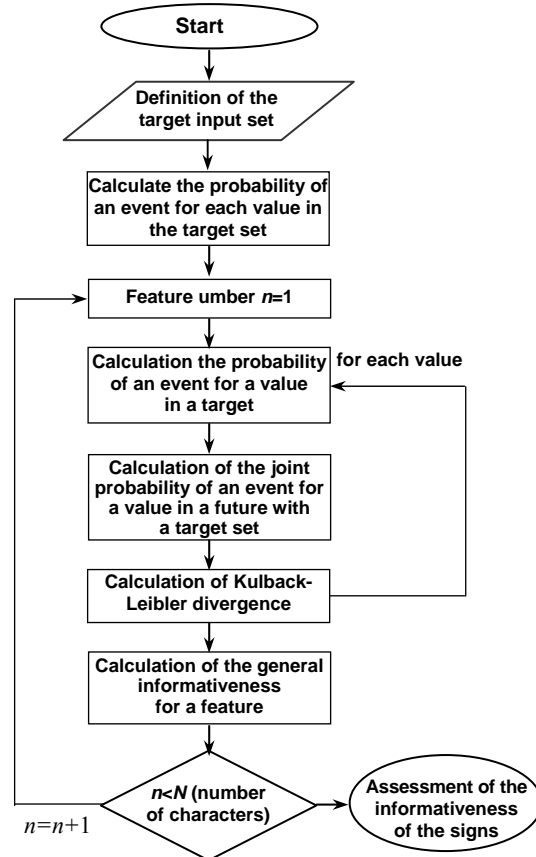 Start
Definition of the
target input set
Calculate the probability of
an event for each value in
the target set
Feature umber n=1
Calculation the probability
of an event for a value
in a target
for each value
Calculation of the joint
probability of an event for
a value in a future with
a target set
Calculation of Kulback-
Leibler divergence
Calculation of the general
informativeness
for a feature
n<N (number
of characters)
n=n+1
Assessment of the
informativeness
of the signs